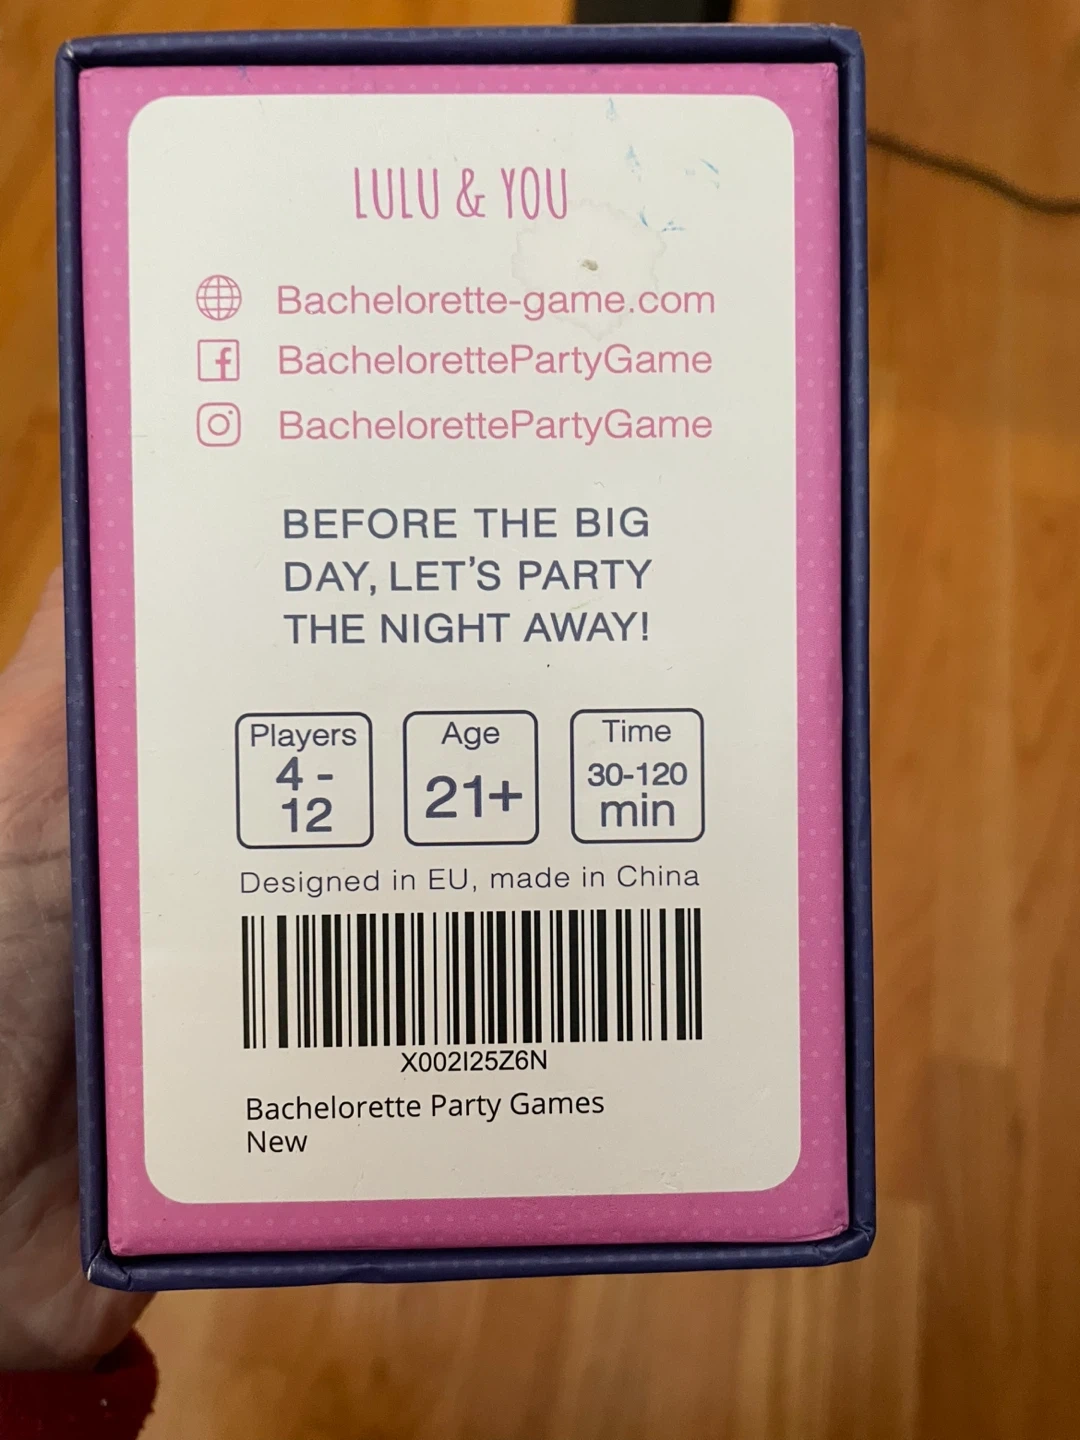 LULU & YOU
Bachelorette-game.com
BachelorettePartyGame
BachelorettePartyGame
BEFORE THE BIG
DAY, LET'S PARTY
THE NIGHT AWAY!
Players
4 -
12
Age
21+
Time
30-120
min
Designed in EU, made in China
X002I25Z6N
Bachelorette Party Games
New